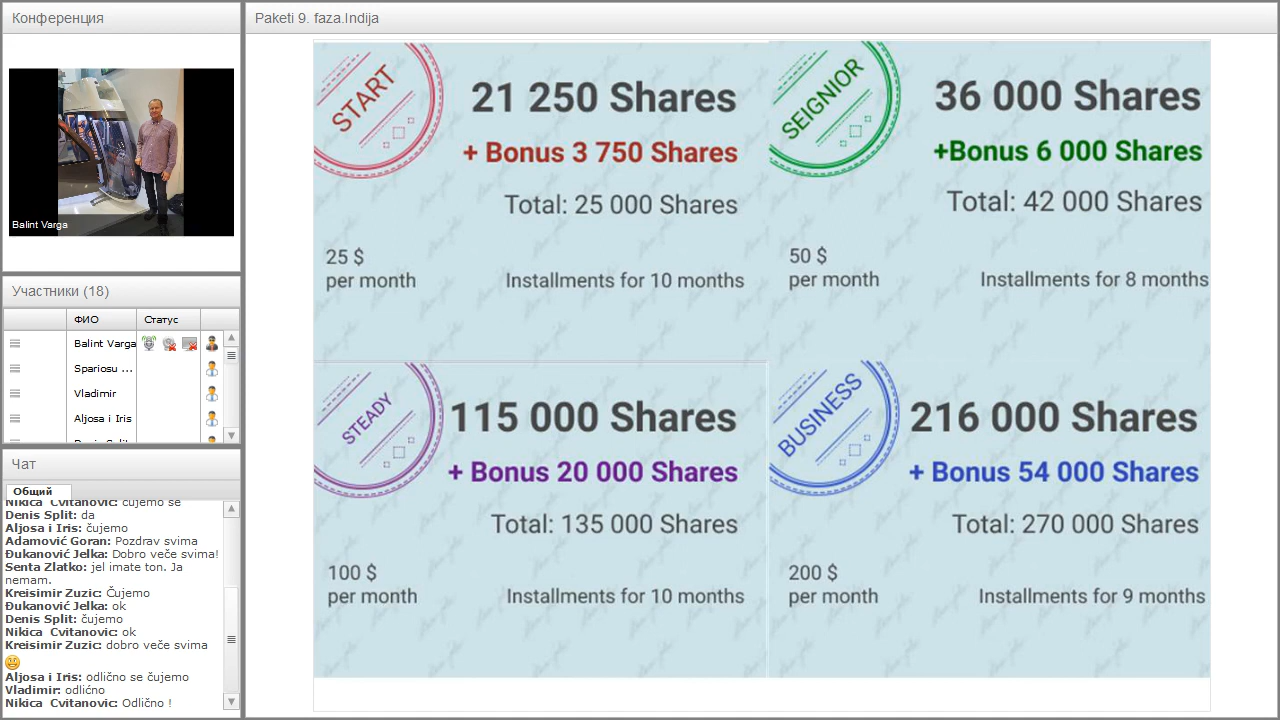 Конференция
Balint Varga
Участники (18)
ФИО Статус
Balint Varga
Spariosu ...
Vladimir
Aljosa i Iris
Чат
Общий
Nikica Cvitanovic: čujemo se
Denis Split: da
Aljosa i Iris: čujemo
Adamović Goran: Pozdrav svima
Đukanović Jelka: Dobro veče svima!
Senta Zlatko: jel imate ton. Ja
nemam.
Kreisimir Zuzic: Čujemo
Đukanović Jelka: ok
Denis Split: čujemo
Nikica Cvitanovic: ok
Kreisimir Zuzic: dobro veče svima
Aljosa i Iris: odlično se čujemo
Vladimir: odlićno
Nikica Cvitanovic: Odlično !
Paketi 9. faza.Indija
START
21 250 Shares
+ Bonus 3 750 Shares
Total: 25 000 Shares
25 $
per month
Installments for 10 months
SEIGNIOR
36 000 Shares
+Bonus 6 000 Shares
Total: 42 000 Shares
50 $
per month
Installments for 8 months
STEADY
115 000 Shares
+ Bonus 20 000 Shares
Total: 135 000 Shares
100 $
per month
Installments for 10 months
BUSINESS
216 000 Shares
+ Bonus 54 000 Shares
Total: 270 000 Shares
200 $
per month
Installments for 9 months